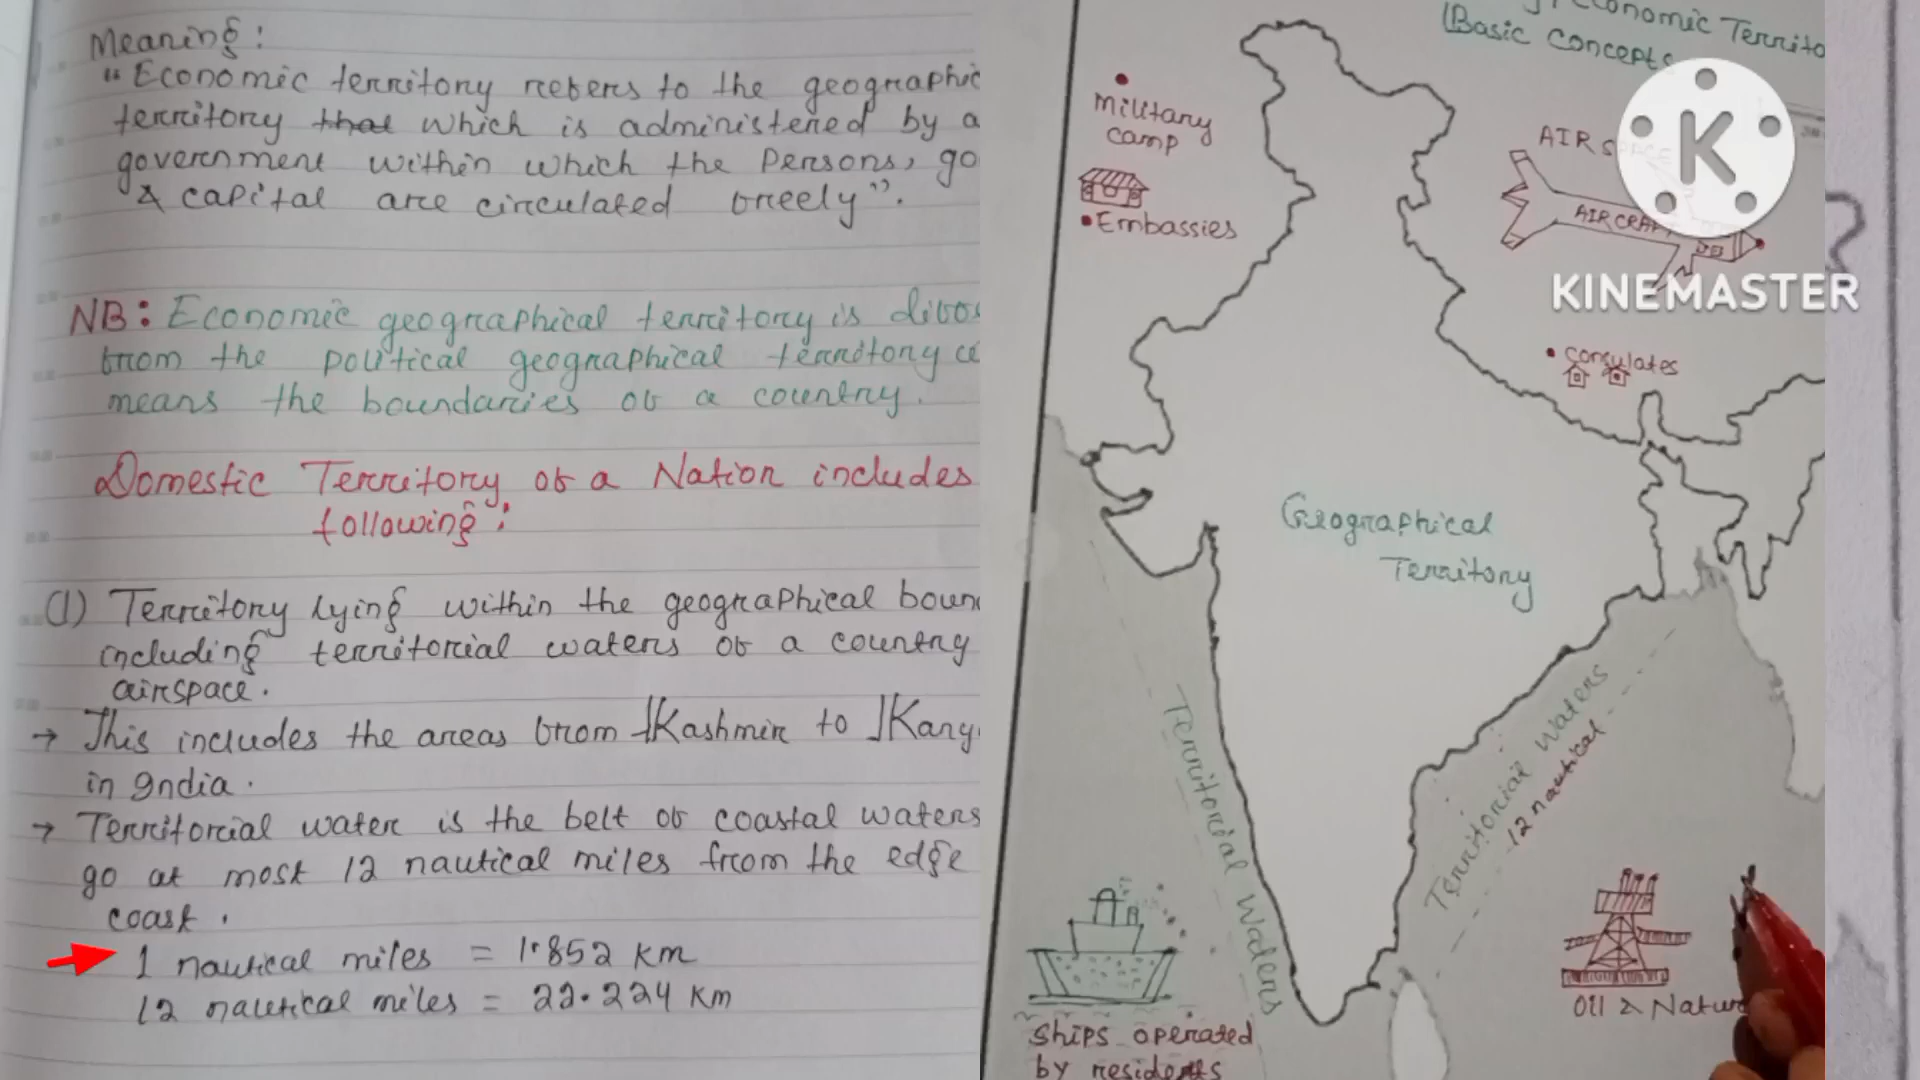 Meaning:
"Economic territory refers to the geographic
territory that which is administered by a
government within which the persons, go
& capital are circulated freely".
NB: Economic geographical territory is
from the political geographical territory
means the boundaries of a country.
Domestic Territory of a Nation includes
following:
(1) Territory lying within the geographical boun
including territorial waters of a country
airspace.
→ This includes the areas from Kashmir to Kany
in India.
→ Territorial water is the belt of coastal waters
go at most 12 nautical miles from the edge
coast.
1 nautical miles = 1.852 Km
12 nautical miles = 22.224 Km
Economic Territo
(Basic Concepts
Military
camp
Embassies
AIR
AIRCRAF
K
KINEMASTER
consulates
Geographical
Territory
Territorial Waters
Territorial Waters
12 nautical
Oil & Natur
Ships operated
by residents